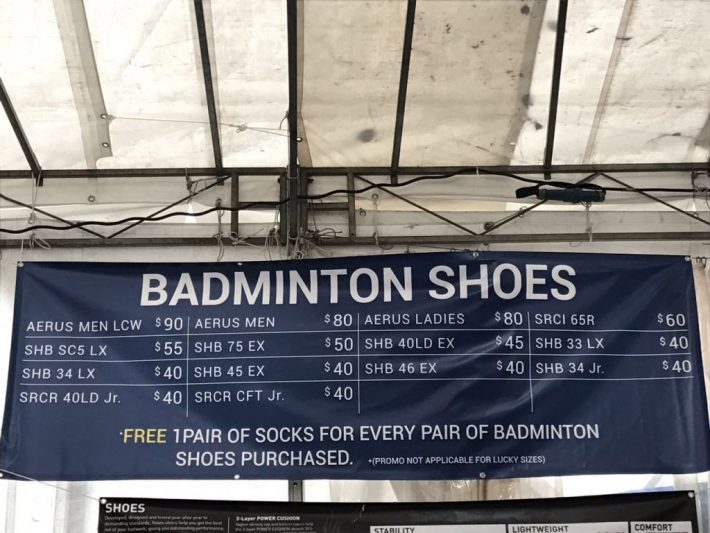 BADMINTON SHOES
AERUS MEN LCW $90 AERUS MEN $80 AERUS LADIES $80 SRCI 65R $60
SHB SC5 LX $55 SHB 75 EX $50 SHB 40LD EX $45 SHB 33 LX $40
SHB 34 LX $40 SHB 45 EX $40 SHB 46 EX $40 SHB 34 Jr. $40
SRCR 40LD Jr. $40 SRCR CFT Jr. $40
*FREE 1PAIR OF SOCKS FOR EVERY PAIR OF BADMINTON
SHOES PURCHASED. *(PROMO NOT APPLICABLE FOR LUCKY SIZES)
SHOES
3-Layer POWER CUSHION
STABILITY LIGHTWEIGHT COMFORT